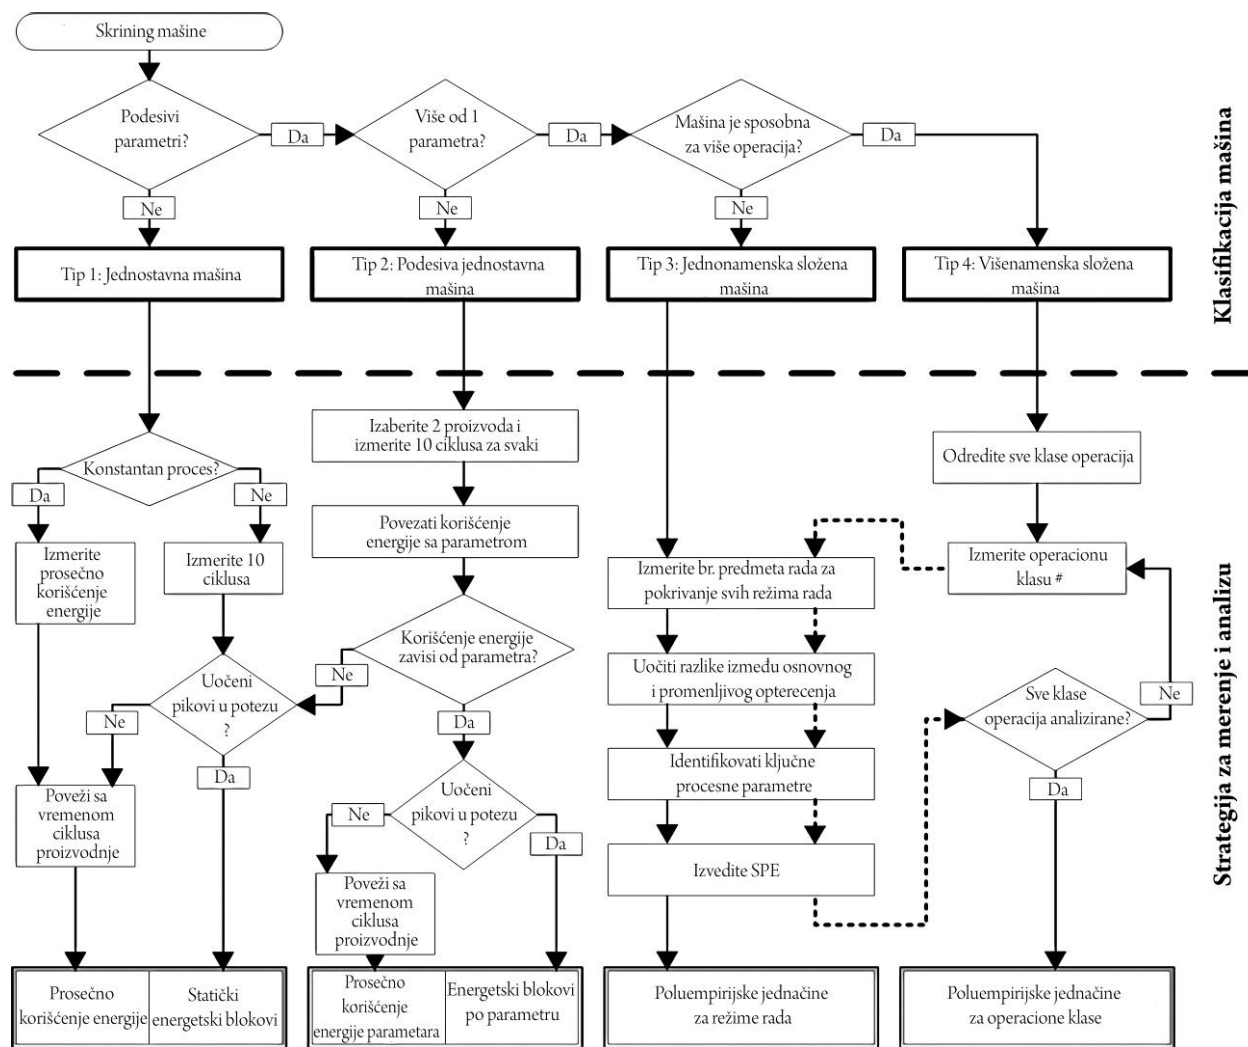 Skrining mašine
Podesivi
parametri?
Da
Više od 1
parametra?
Da
Mašina je sposobna
za više operacija?
Da
Ne
Ne
Ne
Tip 1: Jednostavna mašina
Tip 2: Podesiva jednostavna
mašina
Tip 3: Jednonamenska složena
mašina
Tip 4: Višenamenska složena
mašina
Klasifikacija mašina
Konstantan proces?
Da
Ne
Izmerite
prosečno
korišćenje
energije
Izmerite 10
ciklusa
Uočeni
pikovi u potezu
?
Ne
Da
Poveži sa
vremenom
ciklusa
proizvodnje
Prosečno
korišćenje energije
Statički
energetski blokovi
Izaberite 2 proizvoda i
izmerite 10 ciklusa za svaki
Povezati korišćenje
energije sa parametrom
Korišćenje energije
zavisi od parametra?
Ne
Da
Uočeni
pikovi u potezu
?
Ne
Da
Poveži sa
vremenom
ciklusa
proizvodnje
Prosečno
korišćenje
energije parametara
Energetski blokovi
po parametru
Izmerite br. predmeta rada za
pokrivanje svih režima rada
Uočiti razlike između osnovnog
i promenljivog opterecenja
Identifikovati ključne
procesne parametre
Izvedite SPE
Poluempirijske jednačine
za režime rada
Odredite sve klase operacija
Izmerite operacionu
klasu #
Sve klase
operacija analizirane?
Ne
Da
Poluempirijske jednačine
za operacione klase
Strategija za merenje i analizu